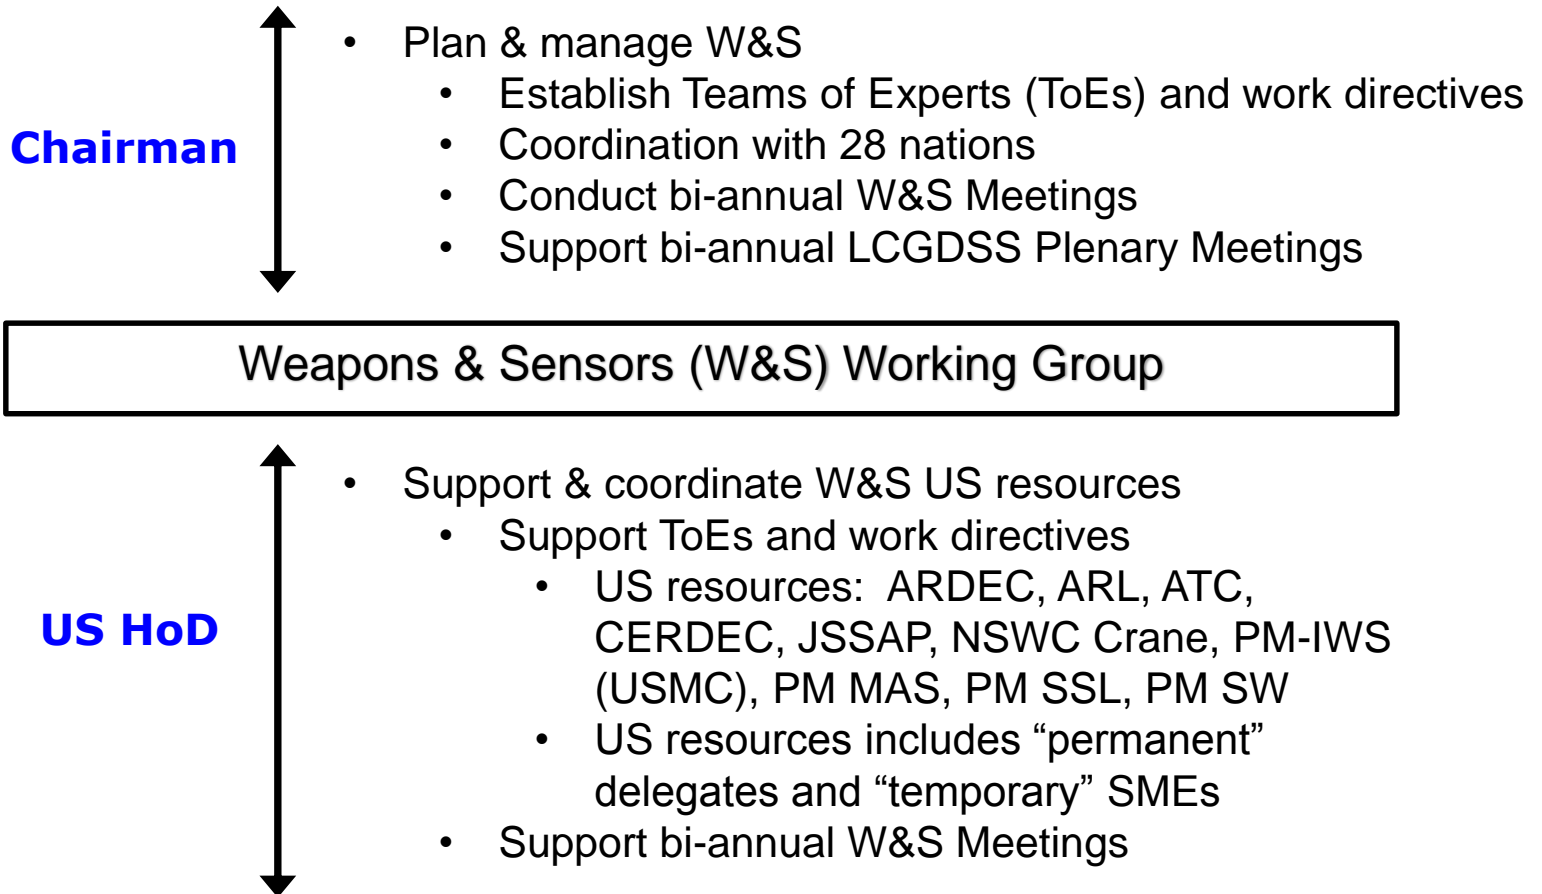 • Plan & manage W&S
• Establish Teams of Experts (ToEs) and work directives
Chairman
• Coordination with 28 nations
• Conduct bi-annual W&S Meetings
• Support bi-annual LCGDSS Plenary Meetings
Weapons & Sensors (W&S) Working Group
• Support & coordinate W&S US resources
• Support ToEs and work directives
• US resources:  ARDEC, ARL, ATC,
CERDEC, JSSAP, NSWC Crane, PM-IWS
US HoD
(USMC), PM MAS, PM SSL, PM SW
• US resources includes “permanent”
delegates and “temporary” SMEs
• Support bi-annual W&S Meetings